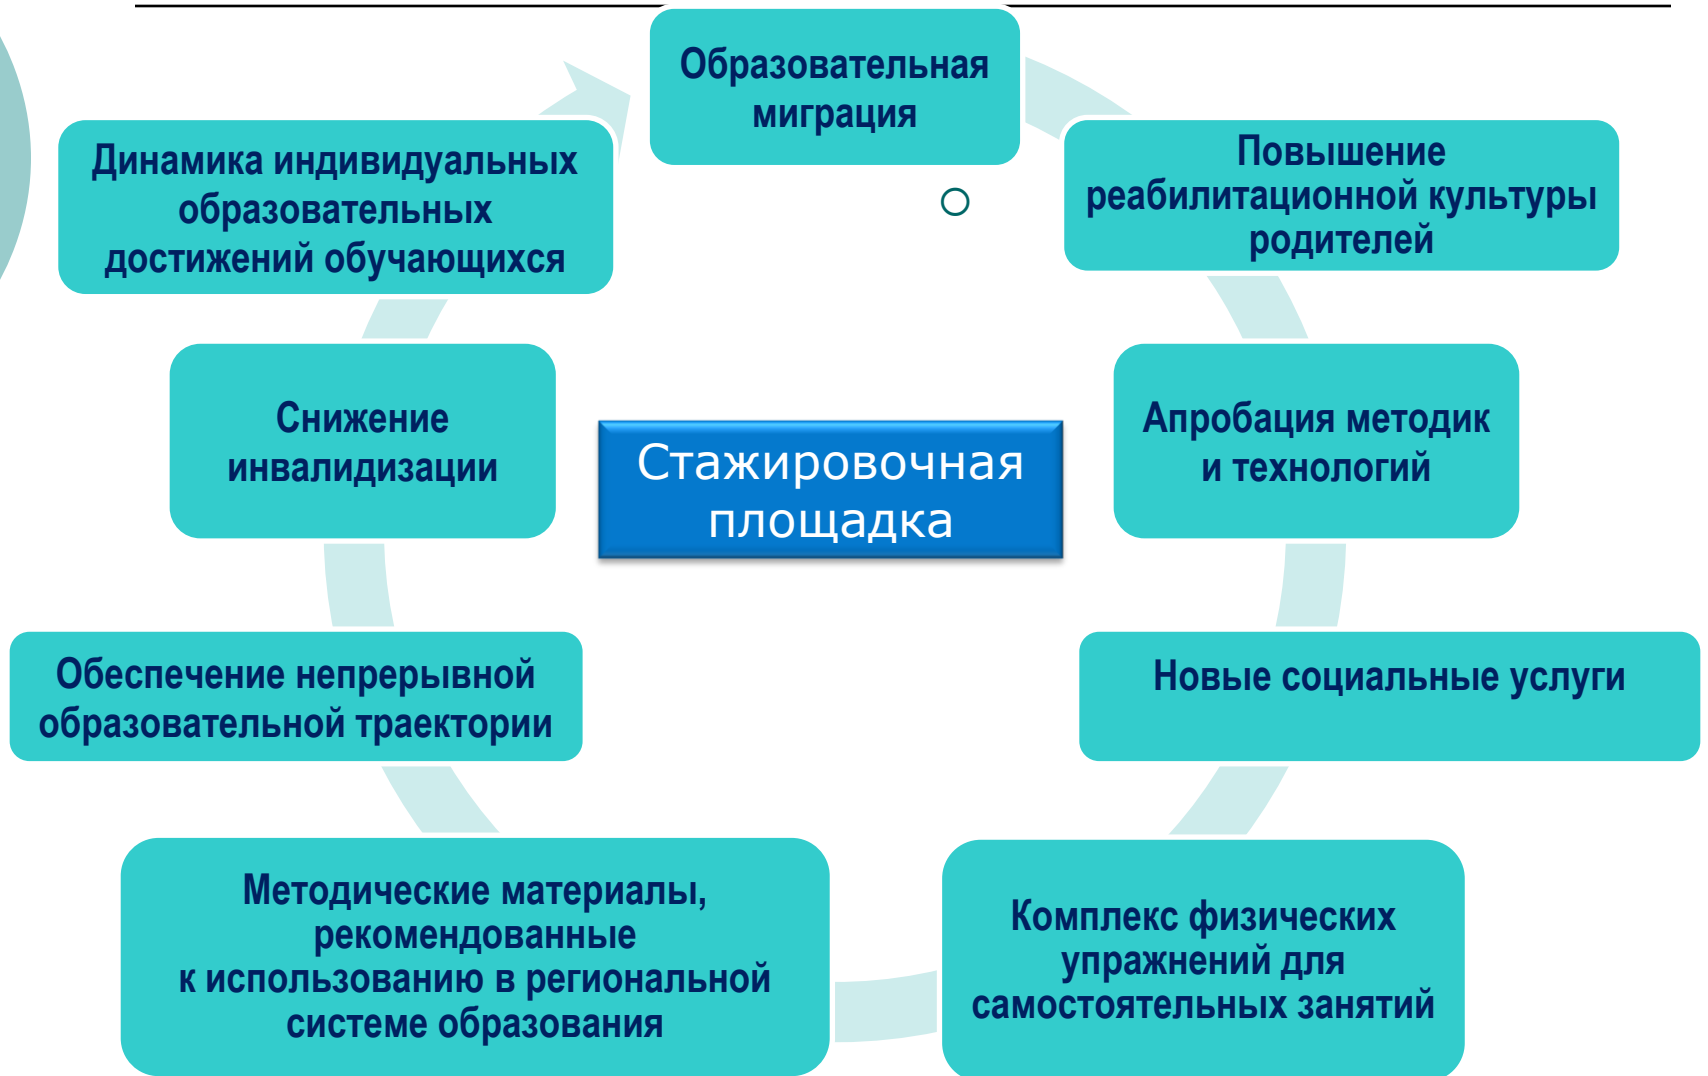 Образовательная
миграция
Повышение
реабилитационной культуры
родителей
Апробация методик
и технологий
Новые социальные услуги
Комплекс физических
упражнений для
самостоятельных занятий
Методические материалы,
рекомендованные
к использованию в региональной
системе образования
Обеспечение непрерывной
образовательной траектории
Снижение
инвалидизации
Динамика индивидуальных
образовательных
достижений обучающихся
Стажировочная
площадка